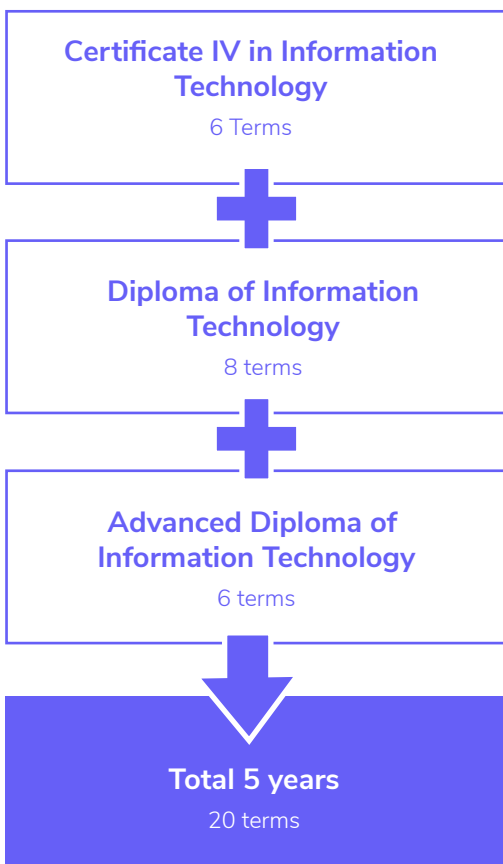 Certificate IV in Information
Technology
6 Terms
Diploma of Information
Technology
8 terms
Advanced Diploma of
Information Technology
6 terms
Total 5 years
20 terms